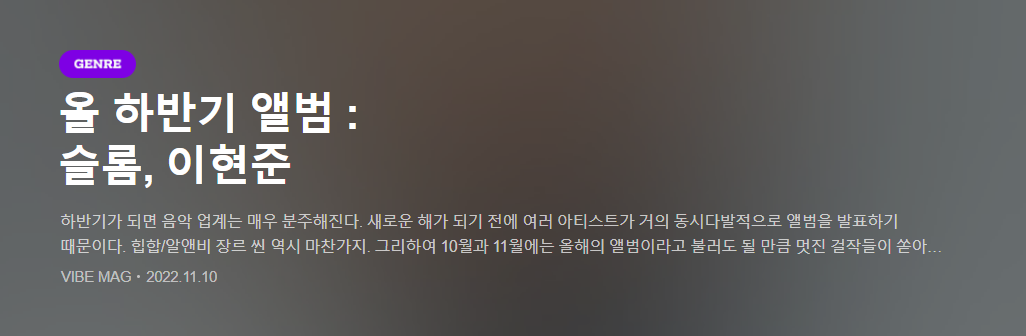 GENRE
올 하반기 앨범 :
슬롬, 이현준
하반기가 되면 음악 업계는 매우 분주해진다. 새로운 해가 되기 전에 여러 아티스트가 거의 동시다발적으로 앨범을 발표하기
때문이다. 힙합/알앤비 장르 씬 역시 마찬가지. 그리하여 10월과 11월에는 올해의 앨범이라고 불러도 될 만큼 멋진 걸작들이 쏟아...
VIBE MAG • 2022.11.10